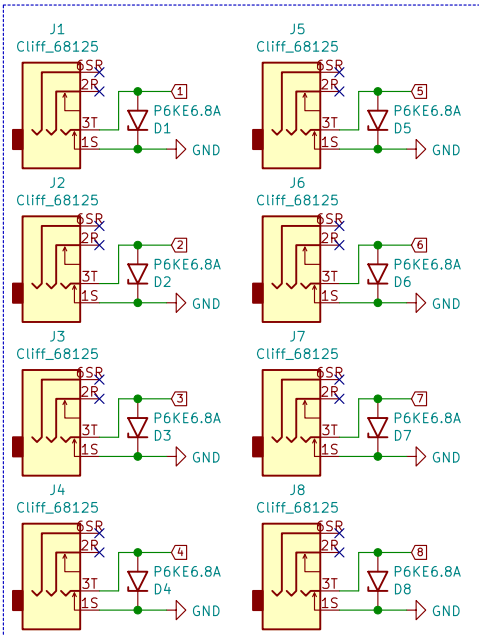 J1
Cliff_68125
6SR
2R
3T
1S
1
P6KE6.8A
D1
GND
J5
Cliff_68125
6SR
2R
3T
1S
5
P6KE6.8A
D5
GND
J2
Cliff_68125
6SR
2R
3T
1S
2
P6KE6.8A
D2
GND
J6
Cliff_68125
6SR
2R
3T
1S
6
P6KE6.8A
D6
GND
J3
Cliff_68125
6SR
2R
3T
1S
3
P6KE6.8A
D3
GND
J7
Cliff_68125
6SR
2R
3T
1S
7
P6KE6.8A
D7
GND
J4
Cliff_68125
6SR
2R
3T
1S
4
P6KE6.8A
D4
GND
J8
Cliff_68125
6SR
2R
3T
1S
8
P6KE6.8A
D8
GND